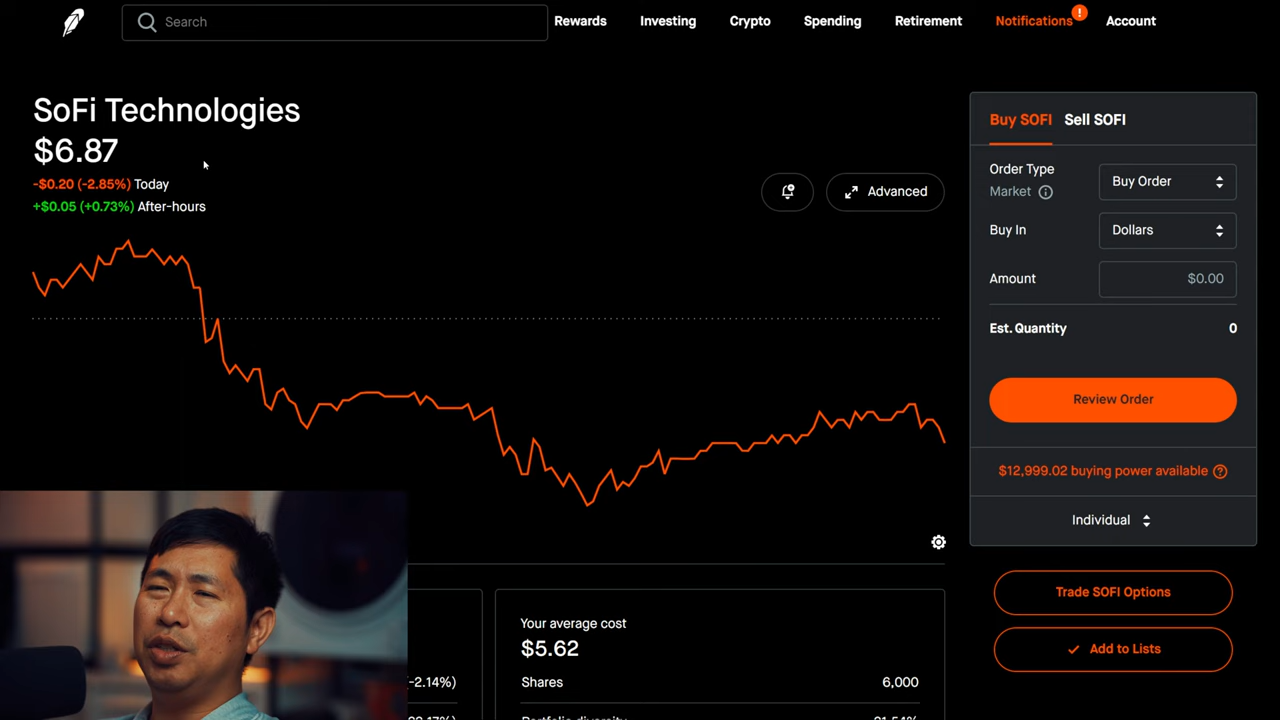 Search
Rewards
Investing
Crypto
Spending
Retirement
Notifications
!
Account
SoFi Technologies
$6.87
-$0.20 (-2.85%) Today
+$0.05 (+0.73%) After-hours
Advanced
Buy SOFI
Sell SOFI
Order Type
Market
Buy Order
Buy In
Dollars
Amount
$0.00
Est. Quantity
0
Review Order
$12,999.02 buying power available
Individual
Trade SOFI Options
Add to Lists
Your average cost
$5.62
Shares
6,000
(-2.14%)